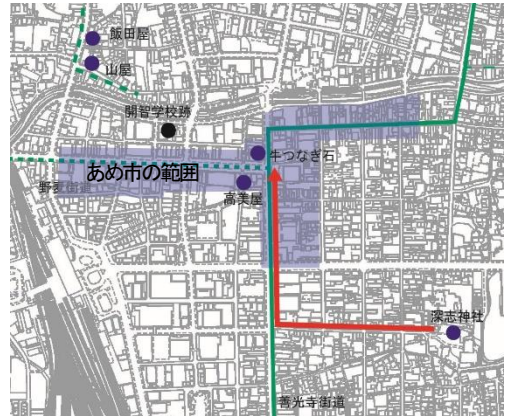 飯田屋
山屋
開智学校跡
牛つなぎ石
あめ市の範囲
野麦街道
高美屋
深志神社
善光寺街道